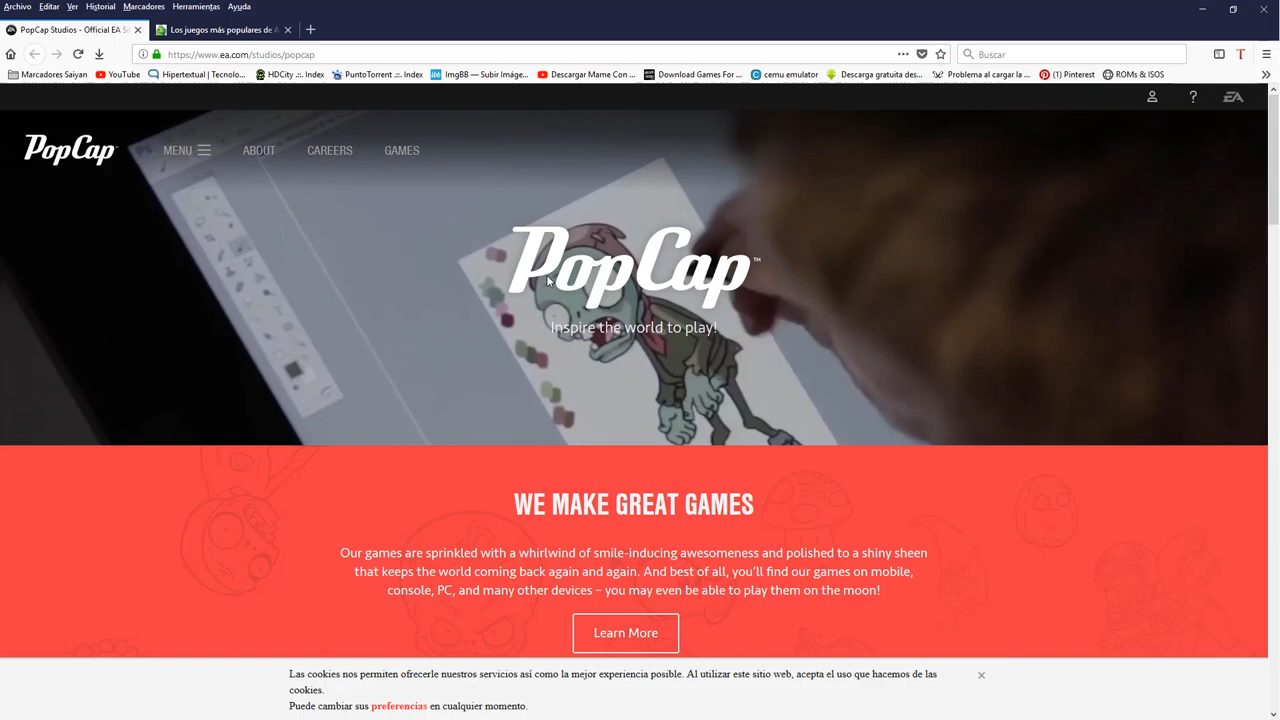 Archivo Editar Ver Historial Marcadores Herramientas Ayuda
PopCap Studios - Official EA Si
Los juegos más populares de A
https://www.ea.com/studios/popcap
Buscar
Marcadores Saiyan YouTube Hipertextual | Tecnolo... HDCity .::. Index PuntoTorrent .::. Index ImgBB — Subir Imáge... Descargar Mame Con ... Download Games For ... cemu emulator Descarga gratuita des... Problema al cargar la ... (1) Pinterest ROMs & ISOS
EA
PopCap
MENU ABOUT CAREERS GAMES
PopCap™
Inspire the world to play!
WE MAKE GREAT GAMES
Our games are sprinkled with a whirlwind of smile-inducing awesomeness and polished to a shiny sheen
that keeps the world coming back again and again. And best of all, you’ll find our games on mobile,
console, PC, and many other devices – you may even be able to play them on the moon!
Learn More
Las cookies nos permiten ofrecerle nuestros servicios así como la mejor experiencia posible. Al utilizar este sitio web, acepta el uso que hacemos de las
cookies.
Puede cambiar sus preferencias en cualquier momento.